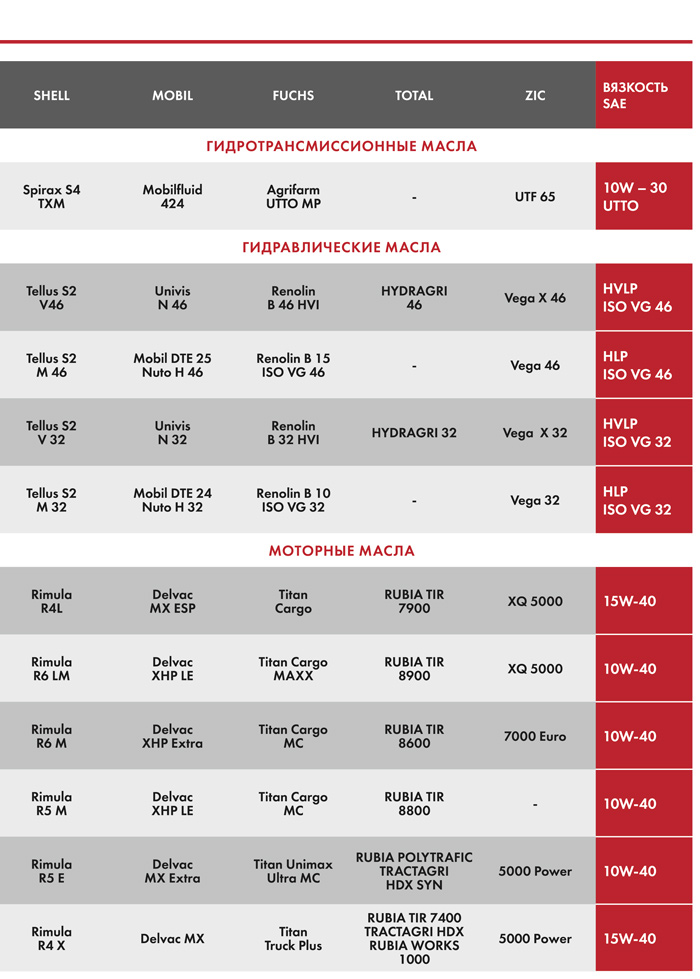 SHELL MOBIL FUCHS TOTAL ZIC ВЯЗКОСТЬ
SAE
ГИДРОТРАНСМИССИОННЫЕ МАСЛА
Spirax S4 Mobilfluid Agrifarm - UTF 65 10W – 30
TXM 424 UTTO MP UTTO
ГИДРАВЛИЧЕСКИЕ МАСЛА
Tellus S2 Univis Renolin HYDRAGRI Vega X 46 HVLP
V46 N 46 B 46 HVI 46 ISO VG 46
Tellus S2 Mobil DTE 25 Renolin B 15 - Vega 46 HLP
M 46 Nuto H 46 ISO VG 46 ISO VG 46
Tellus S2 Univis Renolin HYDRAGRI 32 Vega X 32 HVLP
V 32 N 32 B 32 HVI ISO VG 32
Tellus S2 Mobil DTE 24 Renolin B 10 - Vega 32 HLP
M 32 Nuto H 32 ISO VG 32 ISO VG 32
МОТОРНЫЕ МАСЛА
Rimula Delvac Titan RUBIA TIR XQ 5000 15W-40
R4L MX ESP Cargo 7900
Rimula Delvac Titan Cargo RUBIA TIR XQ 5000 10W-40
R6 LM XHP LE MAXX 8900
Rimula Delvac Titan Cargo RUBIA TIR 7000 Euro 10W-40
R6 M XHP Extra MC 8600
Rimula Delvac Titan Cargo RUBIA TIR - 10W-40
R5 M XHP LE MC 8800
Rimula Delvac Titan Unimax RUBIA POLYTRAFIC 5000 Power 10W-40
R5 E MX Extra Ultra MC TRACTAGRI
HDX SYN
Rimula Delvac MX Titan RUBIA TIR 7400 5000 Power 15W-40
R4 X Truck Plus TRACTAGRI HDX
RUBIA WORKS
1000